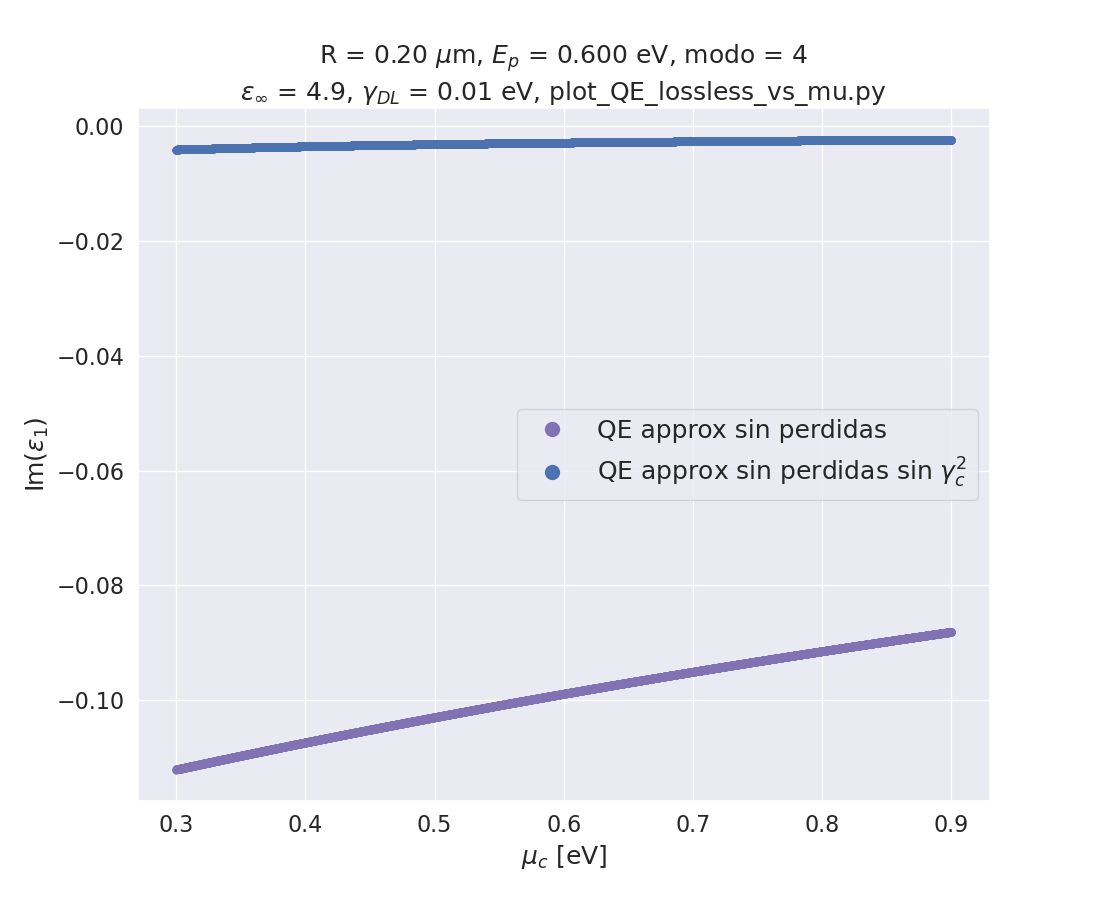 R = 0.20 μm, E_p = 0.600 eV, modo = 4
ε_∞ = 4.9, γ_DL = 0.01 eV, plot_QE_lossless_vs_mu.py
0.00
−0.02
−0.04
−0.06
−0.08
−0.10
Im(ε₁)
QE approx sin perdidas
QE approx sin perdidas sin γ_c^2
0.3 0.4 0.5 0.6 0.7 0.8 0.9
μ_c [eV]